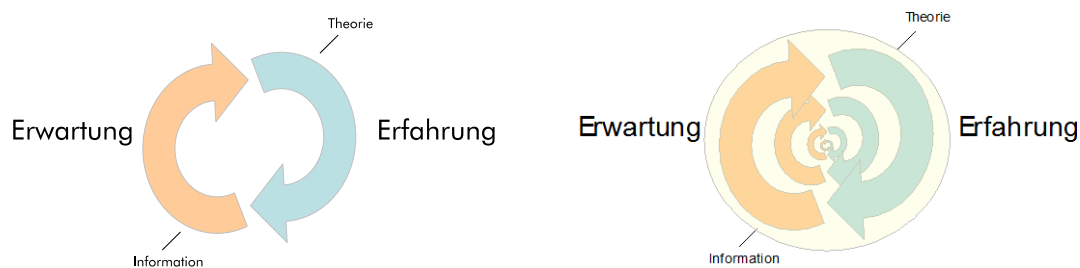 Theorie
Erwartung
Erfahrung
Information
Theorie
Erwartung
Erfahrung
Information